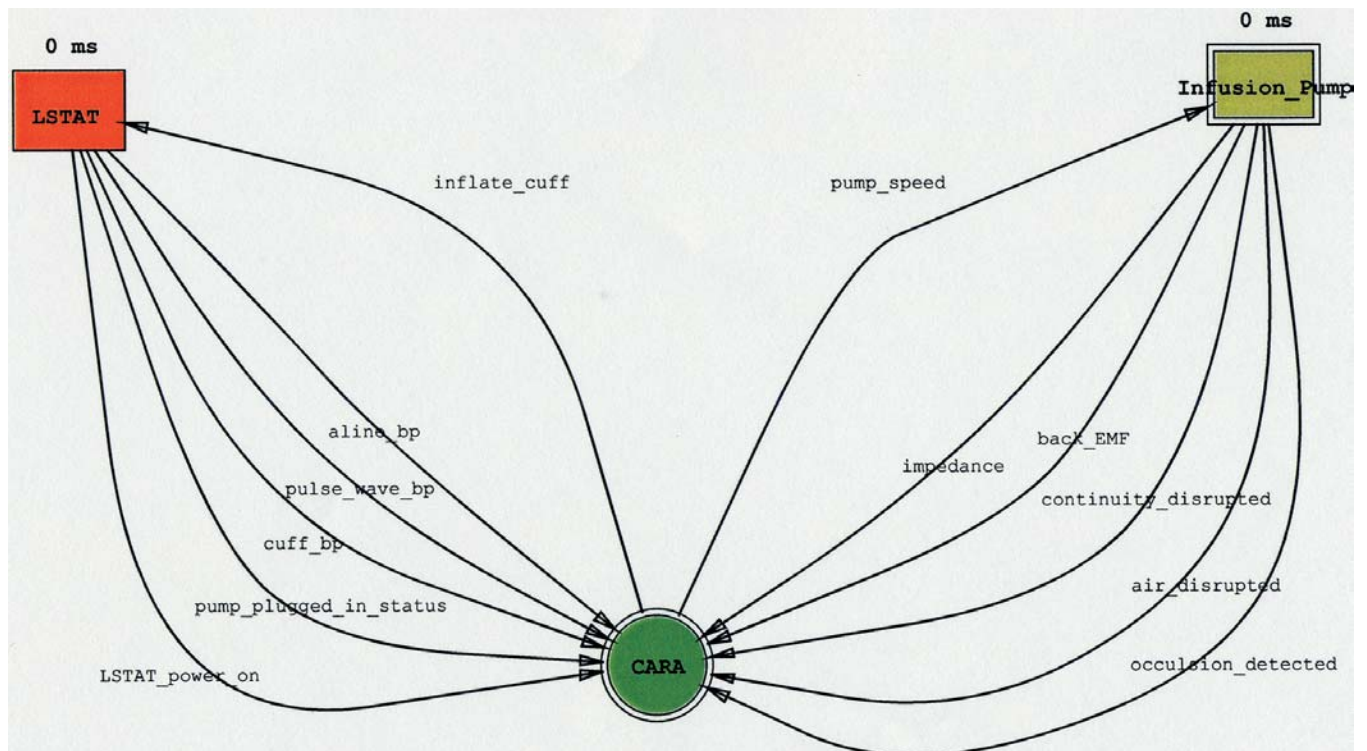 0 ms
0 ms
LSTAT
Infusion_Pump
inflate_cuff
pump_speed
aline_bp
back_EMF
impedance
pulse_wave_bp
continuity_disrupted
cuff_bp
air_disrupted
pump_plugged_in_status
CARA
occulsion_detected
LSTAT_power_on